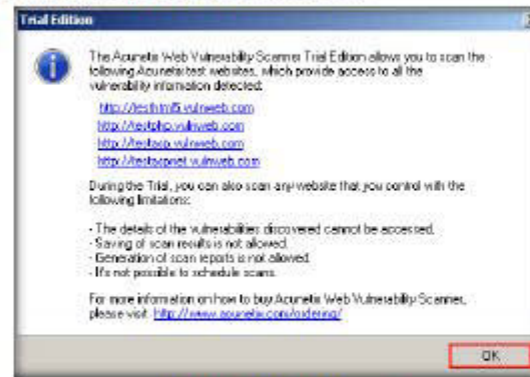 Trial Edition
The Acunetix Web Vulnerability Scanner Trial Edition allows you to scan the
following Acunetix test websites, which provide access to all the
vulnerability information detected:
http://testhtml5.vulnweb.com
http://testphp.vulnweb.com
http://testasp.vulnweb.com
http://testaspnet.vulnweb.com
During the Trial, you can also scan any website that you control with the
following limitations:
- The details of the vulnerabilities discovered cannot be accessed.
- Saving of scan results is not allowed.
- Generation of scan reports is not allowed.
- It's not possible to schedule scans.
For more information on how to buy Acunetix Web Vulnerability Scanner,
please visit: http://www.acunetix.com/ordering/
OK